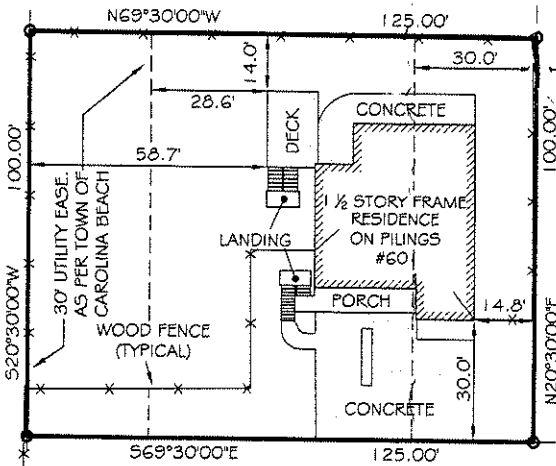 N69°30'00"W
125.00'
14.0'
30.0'
28.6'
DECK
CONCRETE
100.00'
100.00'
58.7'
30' UTILITY EASE.
AS PER TOWN OF
CAROLINA BEACH
1 ½ STORY FRAME
RESIDENCE
ON PILINGS
#60
LANDING
S20°30'00"W
PORCH
14.8'
N20°30'00"E
WOOD FENCE
(TYPICAL)
30.0'
CONCRETE
S69°30'00"E
125.00'